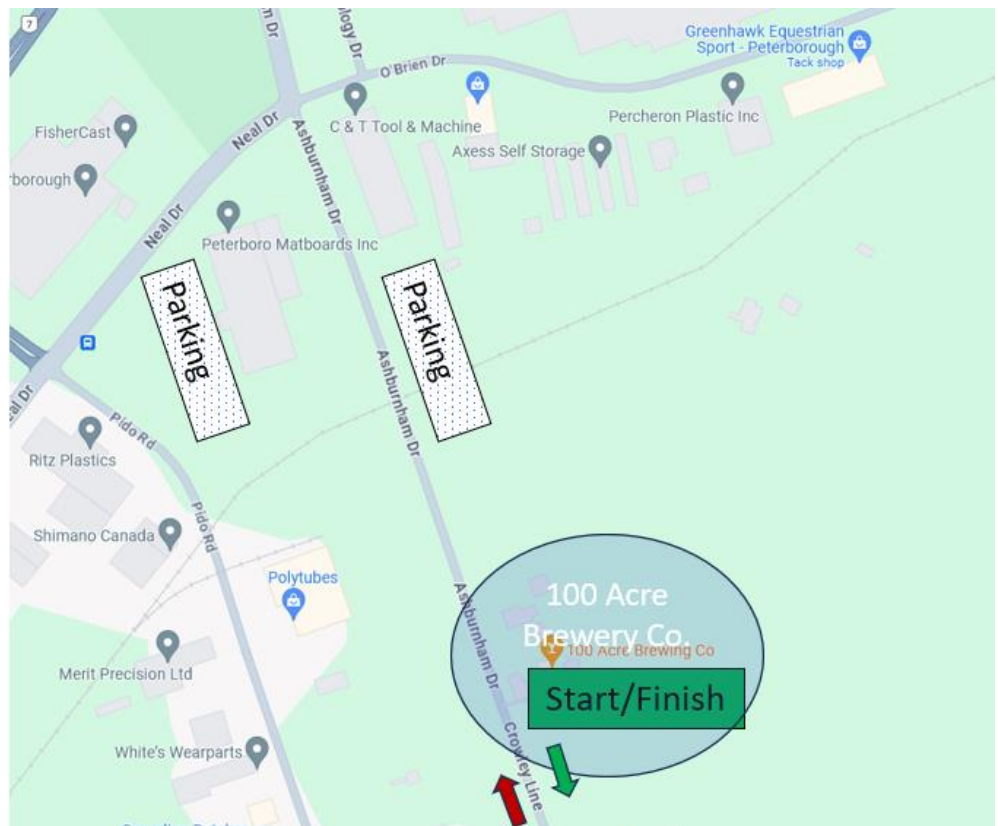 7
Greenhawk Equestrian
Sport - Peterborough
Tack shop
O'Brien Dr
Neal Dr
FisherCast
C & T Tool & Machine
Percheron Plastic Inc
Ashburnham Dr
Axess Self Storage
Neal Dr
Peterboro Matboards Inc
Parking
Parking
Ashburnham Dr
Pido Rd
Ritz Plastics
Pido Rd
Shimano Canada
Polytubes
Ashburnham Dr
100 Acre
Brewery Co.
100 Acre Brewing Co
Merit Precision Ltd
Start/Finish
Crowley Line
White's Wearparts